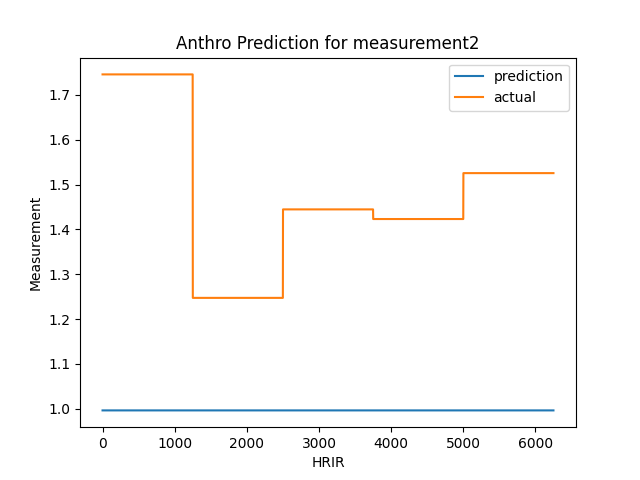 Anthro Prediction for measurement2
prediction
actual
Measurement
1.7
1.6
1.5
1.4
1.3
1.2
1.1
1.0
0 1000 2000 3000 4000 5000 6000
HRIR